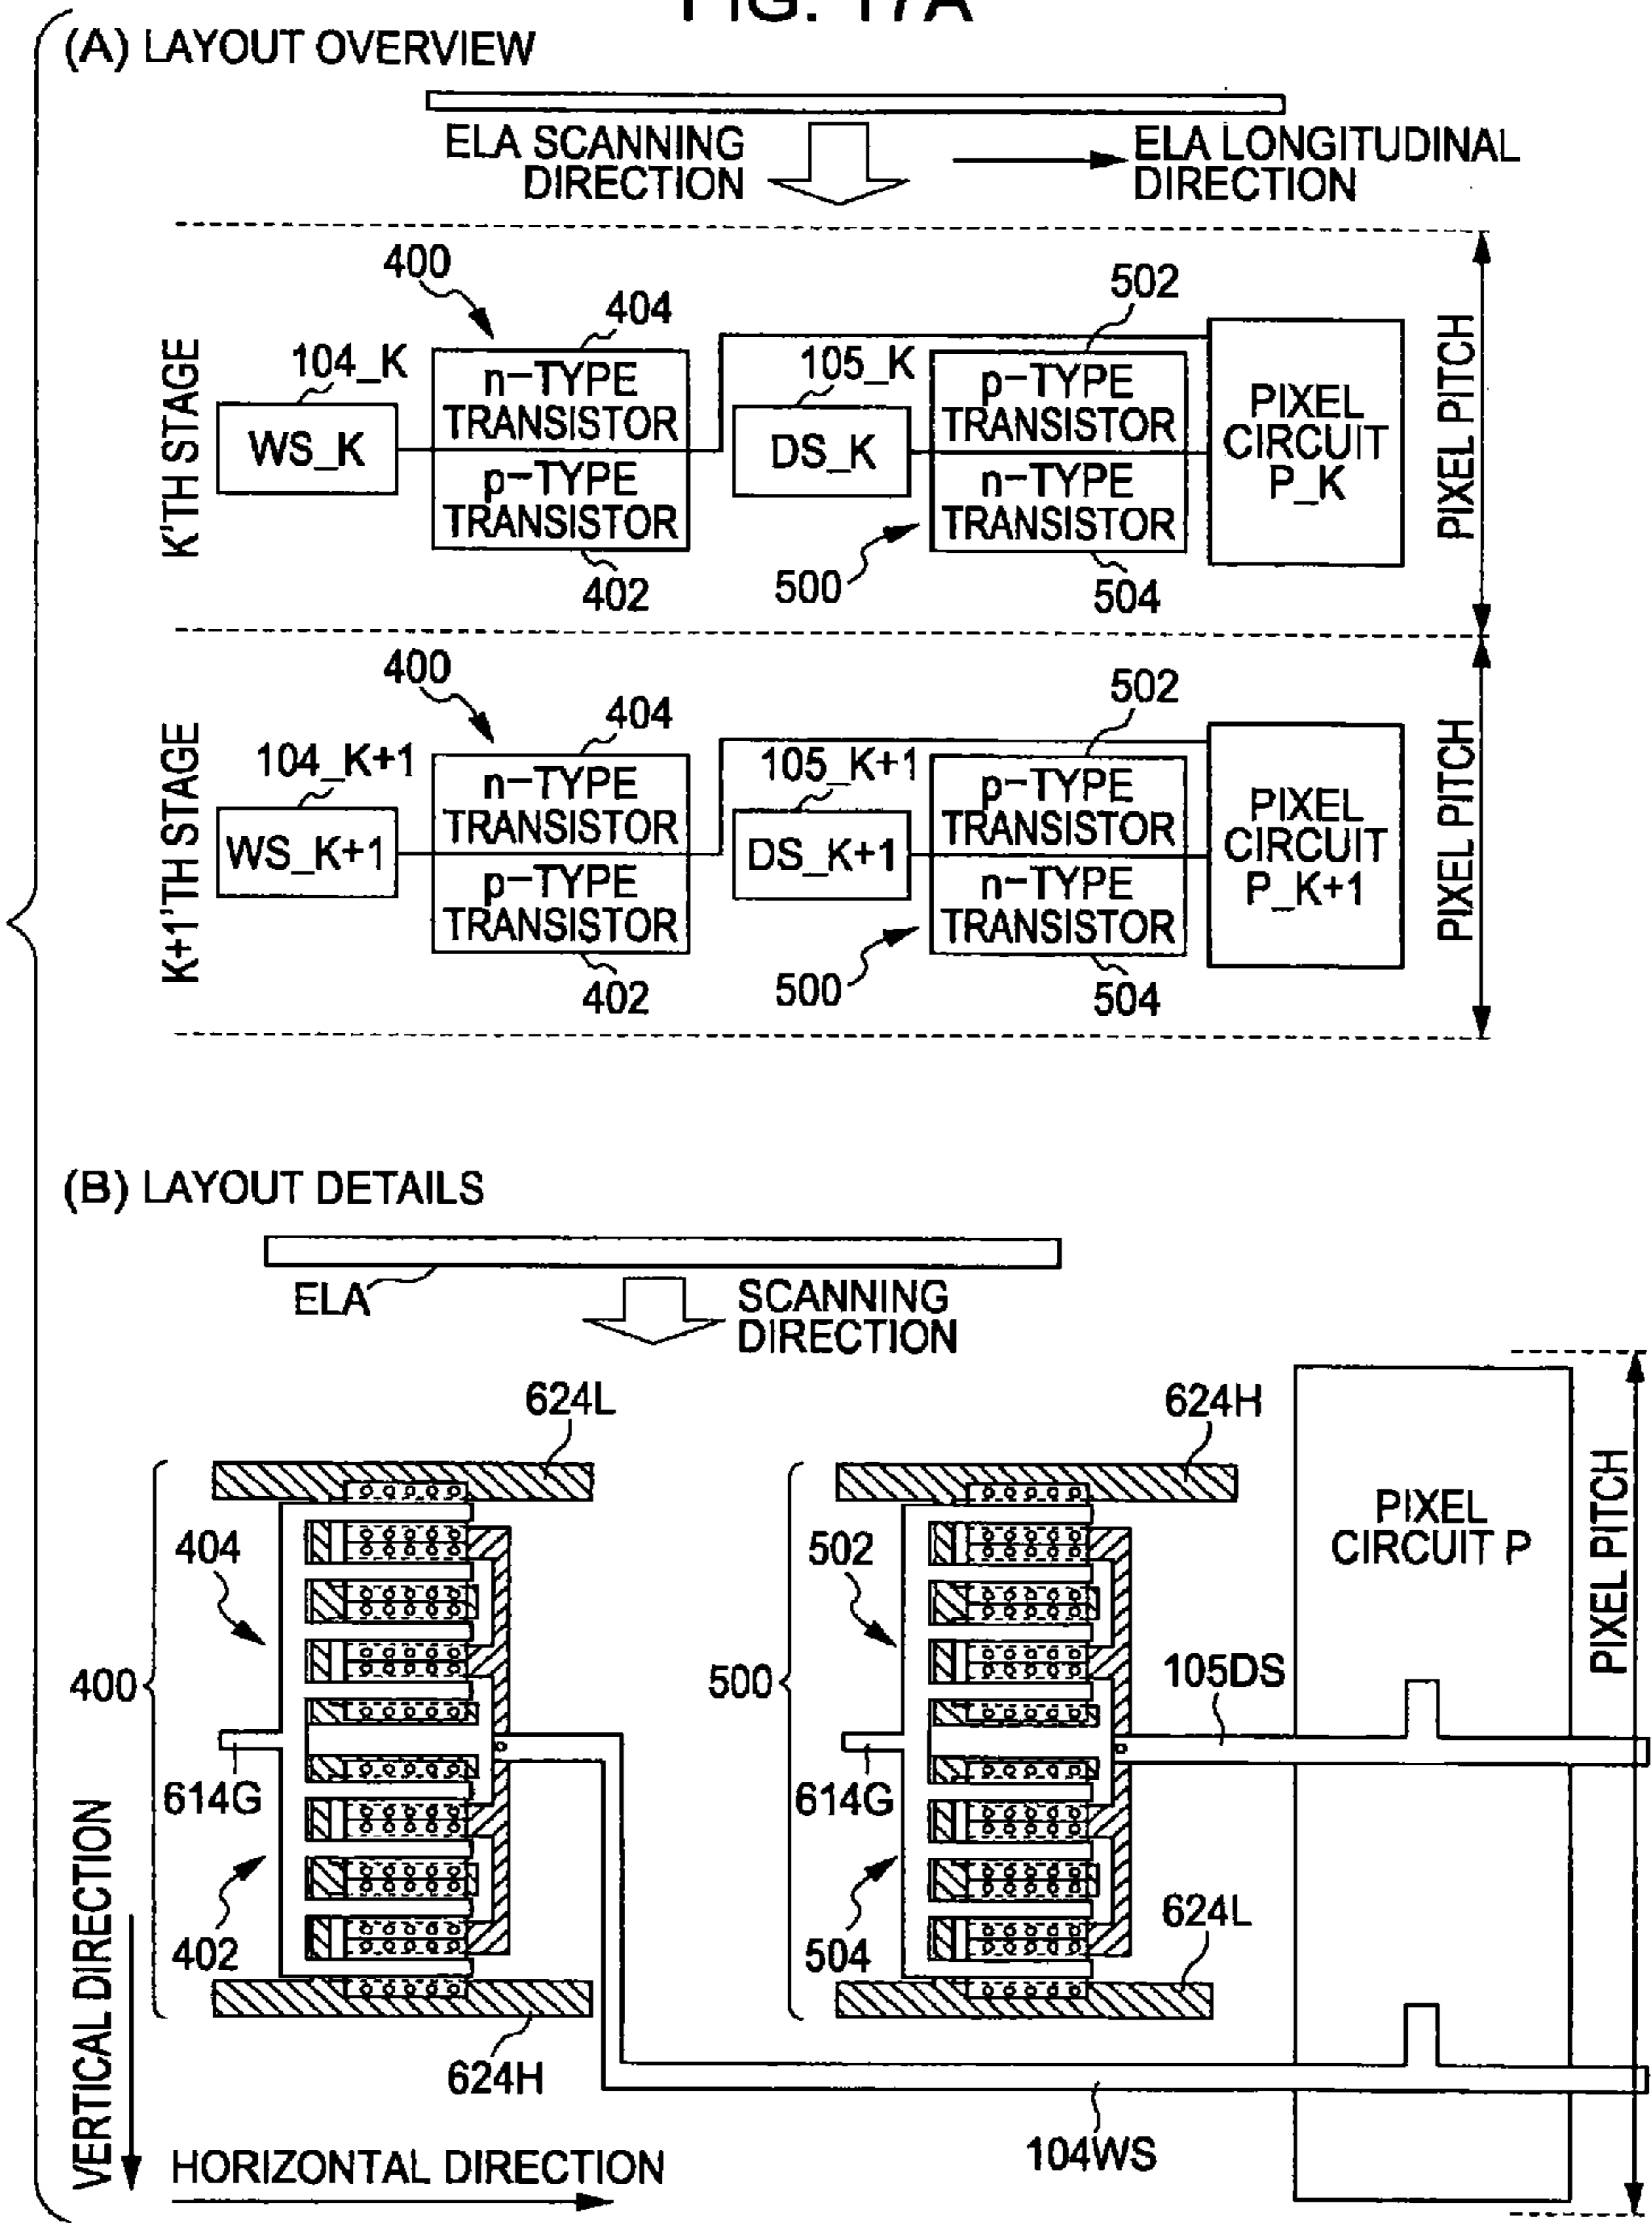 FIG. 17A
(A) LAYOUT OVERVIEW
ELA SCANNING
DIRECTION
ELA LONGITUDINAL
DIRECTION
K'TH STAGE
400
404
104_K
WS_K
n-TYPE
TRANSISTOR
p-TYPE
TRANSISTOR
402
105_K
DS_K
502
p-TYPE
TRANSISTOR
n-TYPE
TRANSISTOR
500
504
PIXEL
CIRCUIT
P_K
PIXEL PITCH
K+1'TH STAGE
400
404
104_K+1
WS_K+1
n-TYPE
TRANSISTOR
p-TYPE
TRANSISTOR
402
105_K+1
DS_K+1
502
p-TYPE
TRANSISTOR
n-TYPE
TRANSISTOR
500
504
PIXEL
CIRCUIT
P_K+1
PIXEL PITCH
(B) LAYOUT DETAILS
ELA
SCANNING
DIRECTION
624L
624H
404
400
614G
402
624H
502
500
614G
504
624L
105DS
PIXEL
CIRCUIT P
PIXEL PITCH
104WS
VERTICAL DIRECTION
HORIZONTAL DIRECTION